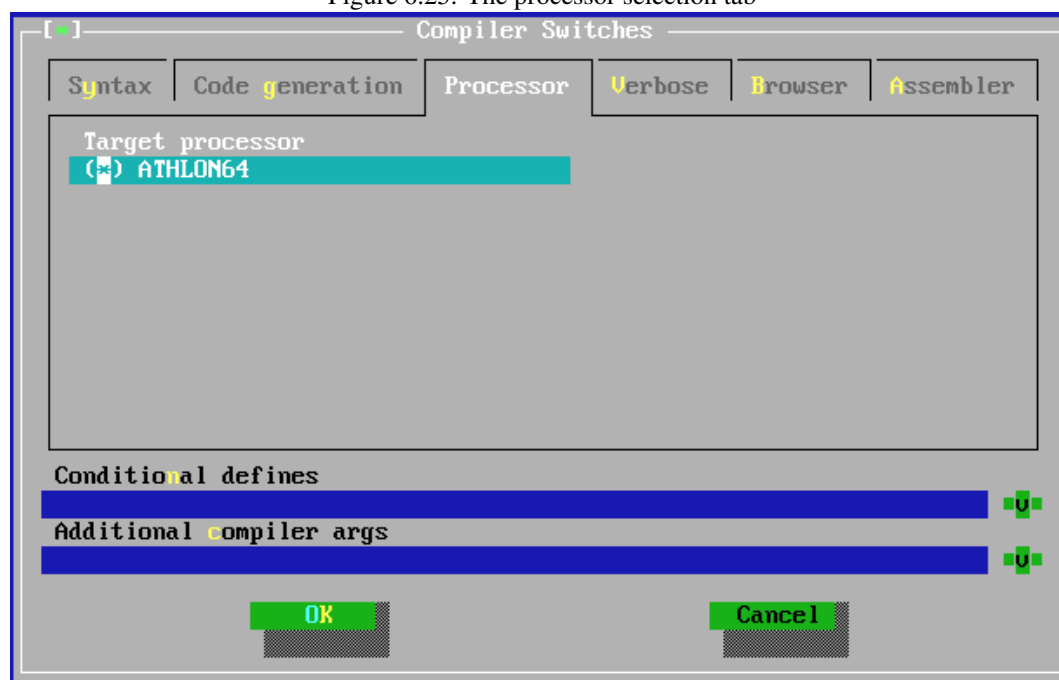 Figure 6.23: The processor selection tab
[*] Compiler Switches
Syntax Code generation Processor Verbose Browser Assembler
Target processor
(*) ATHLON64
Conditional defines
Additional compiler args
OK Cancel